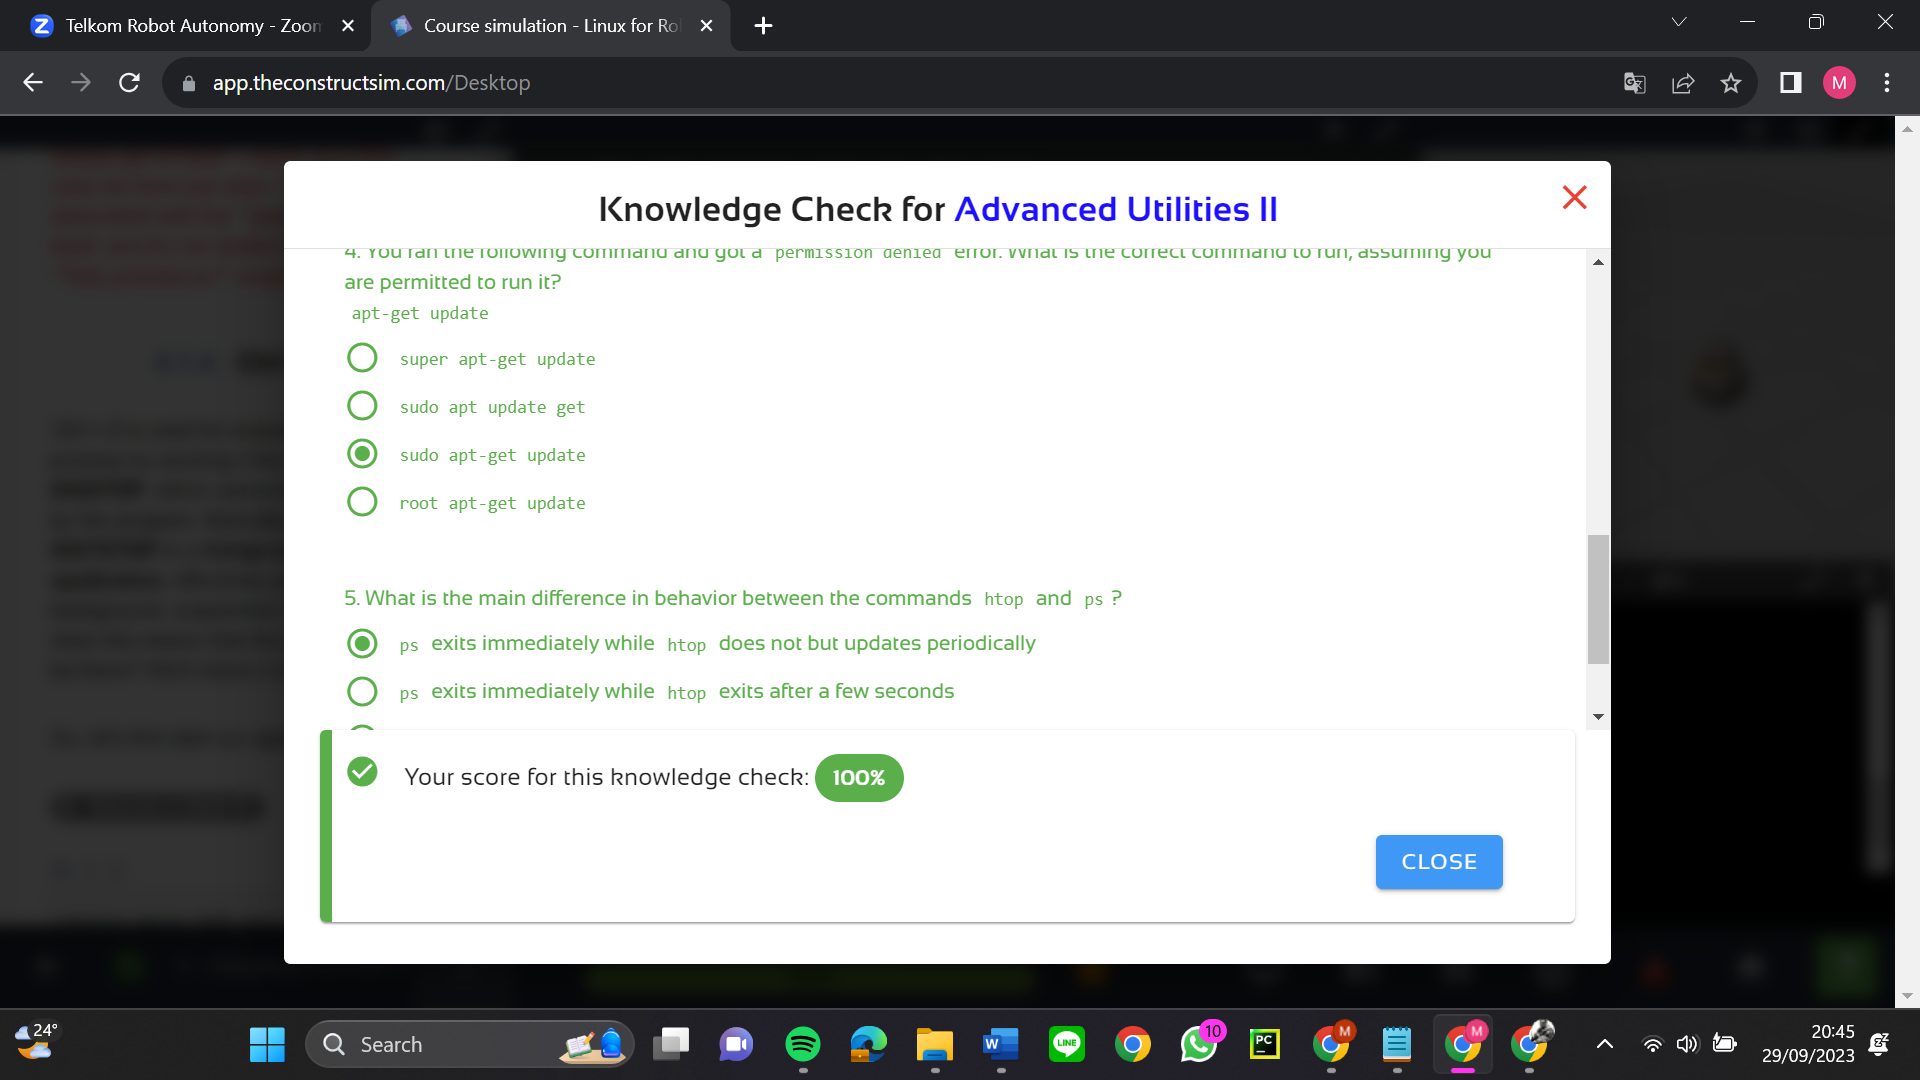 Telkom Robot Autonomy - Zoom
Course simulation - Linux for Ro
app.theconstructsim.com/Desktop
M
Knowledge Check for Advanced Utilities II
4. You ran the following command and got a permission denied error. What is the correct command to run, assuming you
are permitted to run it?
apt-get update
super apt-get update
sudo apt update get
sudo apt-get update
root apt-get update
5. What is the main difference in behavior between the commands htop and ps ?
ps exits immediately while htop does not but updates periodically
ps exits immediately while htop exits after a few seconds
Your score for this knowledge check: 100%
CLOSE
24°
Search
W
LINE
10
PC
M
M
20:45
29/09/2023